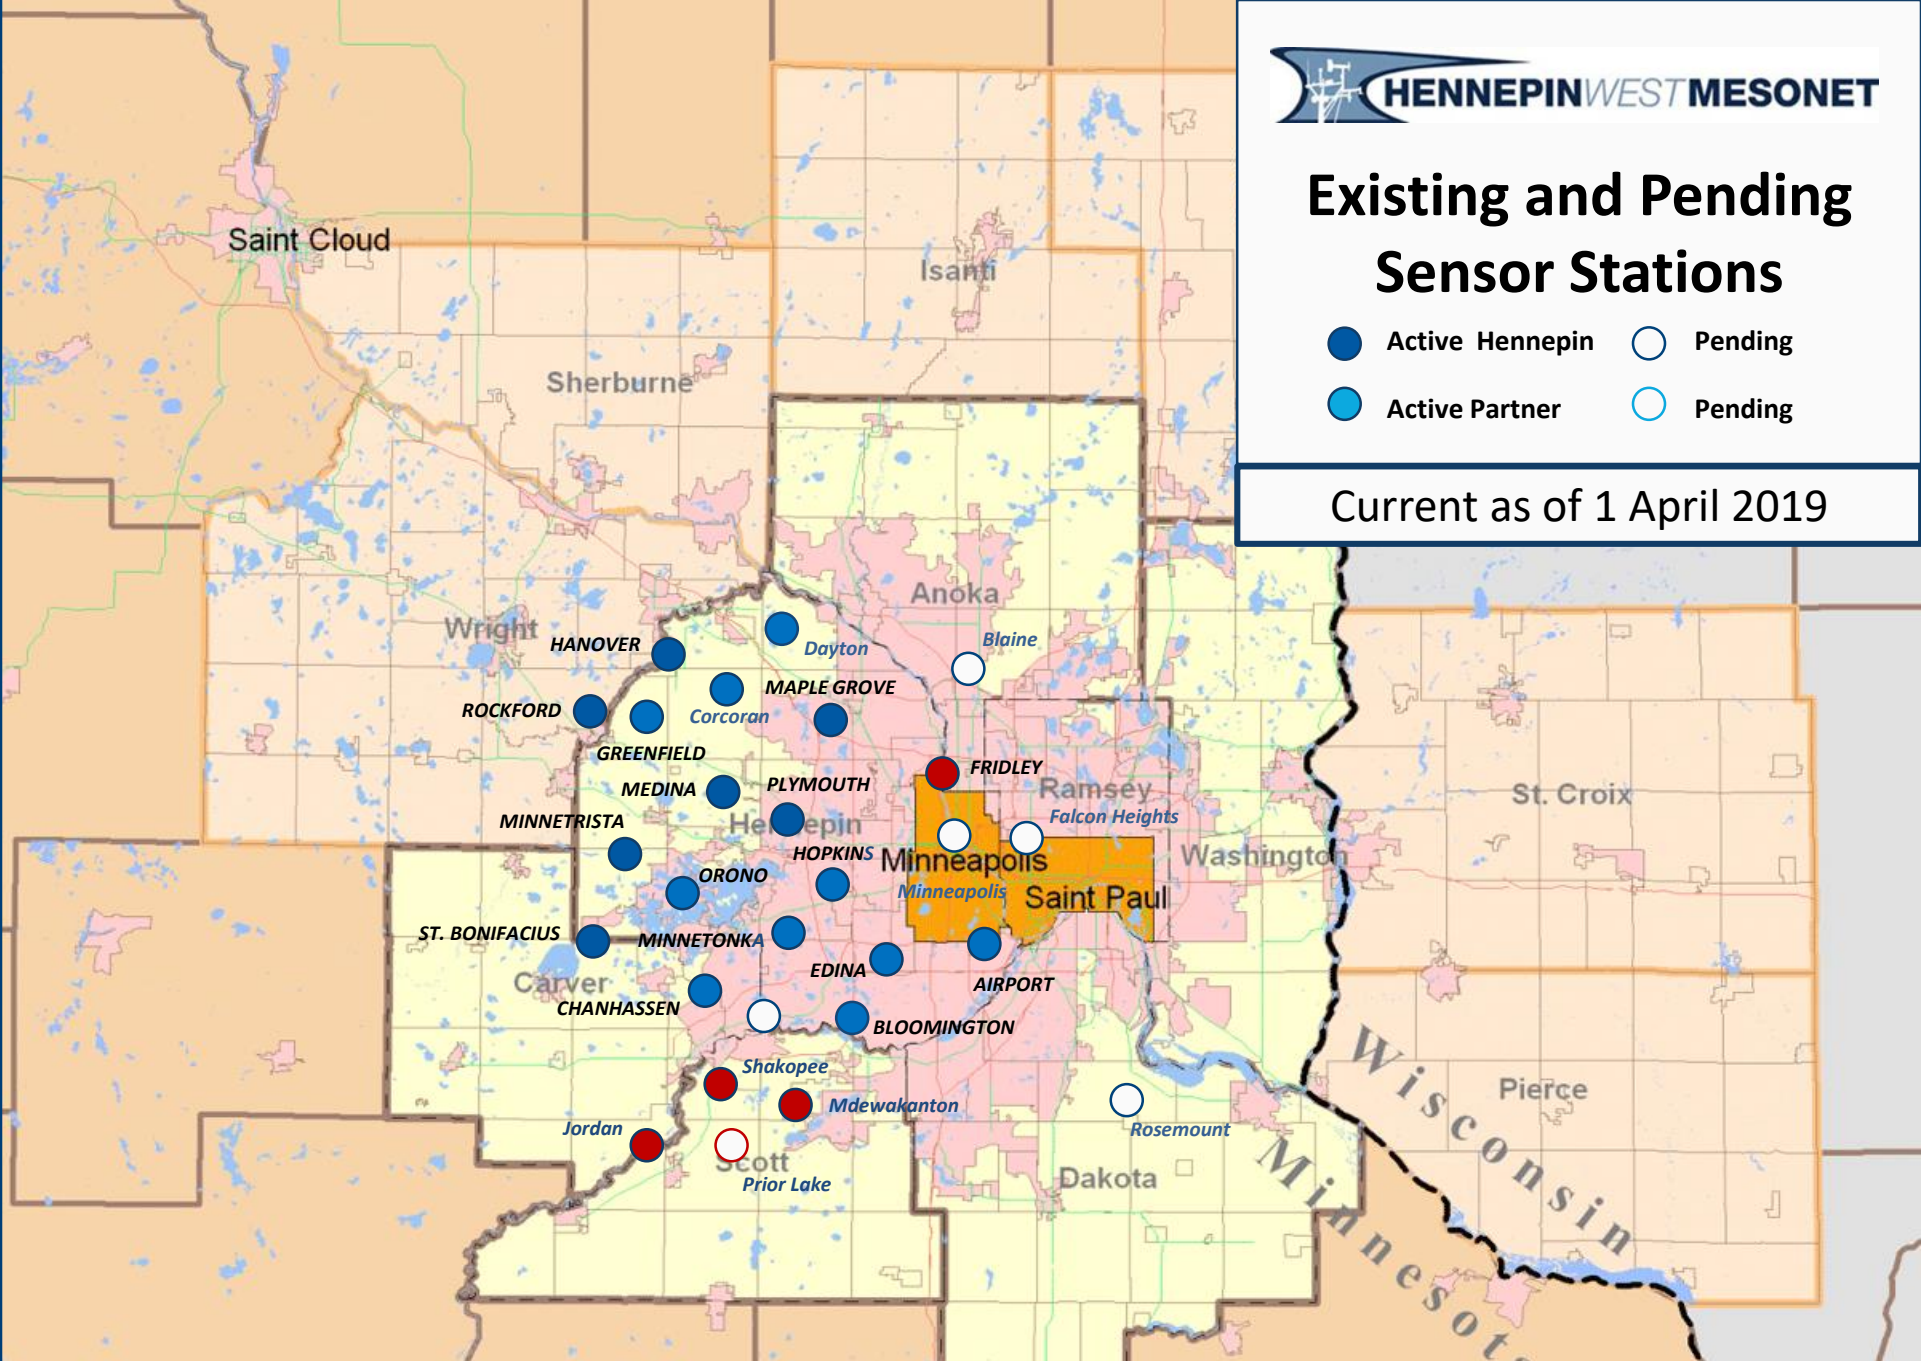 HENNEPINWESTMESONET
Existing and Pending
Sensor Stations
Active Hennepin
Pending
Active Partner
Pending
Current as of 1 April 2019
Saint Cloud
Isanti
Sherburne
Anoka
Wright
HANOVER
Dayton
Blaine
MAPLE GROVE
ROCKFORD
Corcoran
GREENFIELD
FRIDLEY
MEDINA
PLYMOUTH
Ramsey
St. Croix
Falcon Heights
MINNETRISTA
Hennepin
HOPKINS
Minneapolis
Washington
ORONO
Minneapolis
Saint Paul
ST. BONIFACIUS
MINNETONKA
EDINA
AIRPORT
Carver
CHANHASSEN
BLOOMINGTON
Shakopee
Mdewakanton
Pierce
Jordan
Rosemount
Scott
Prior Lake
Dakota
Wisconsin
Minnesot